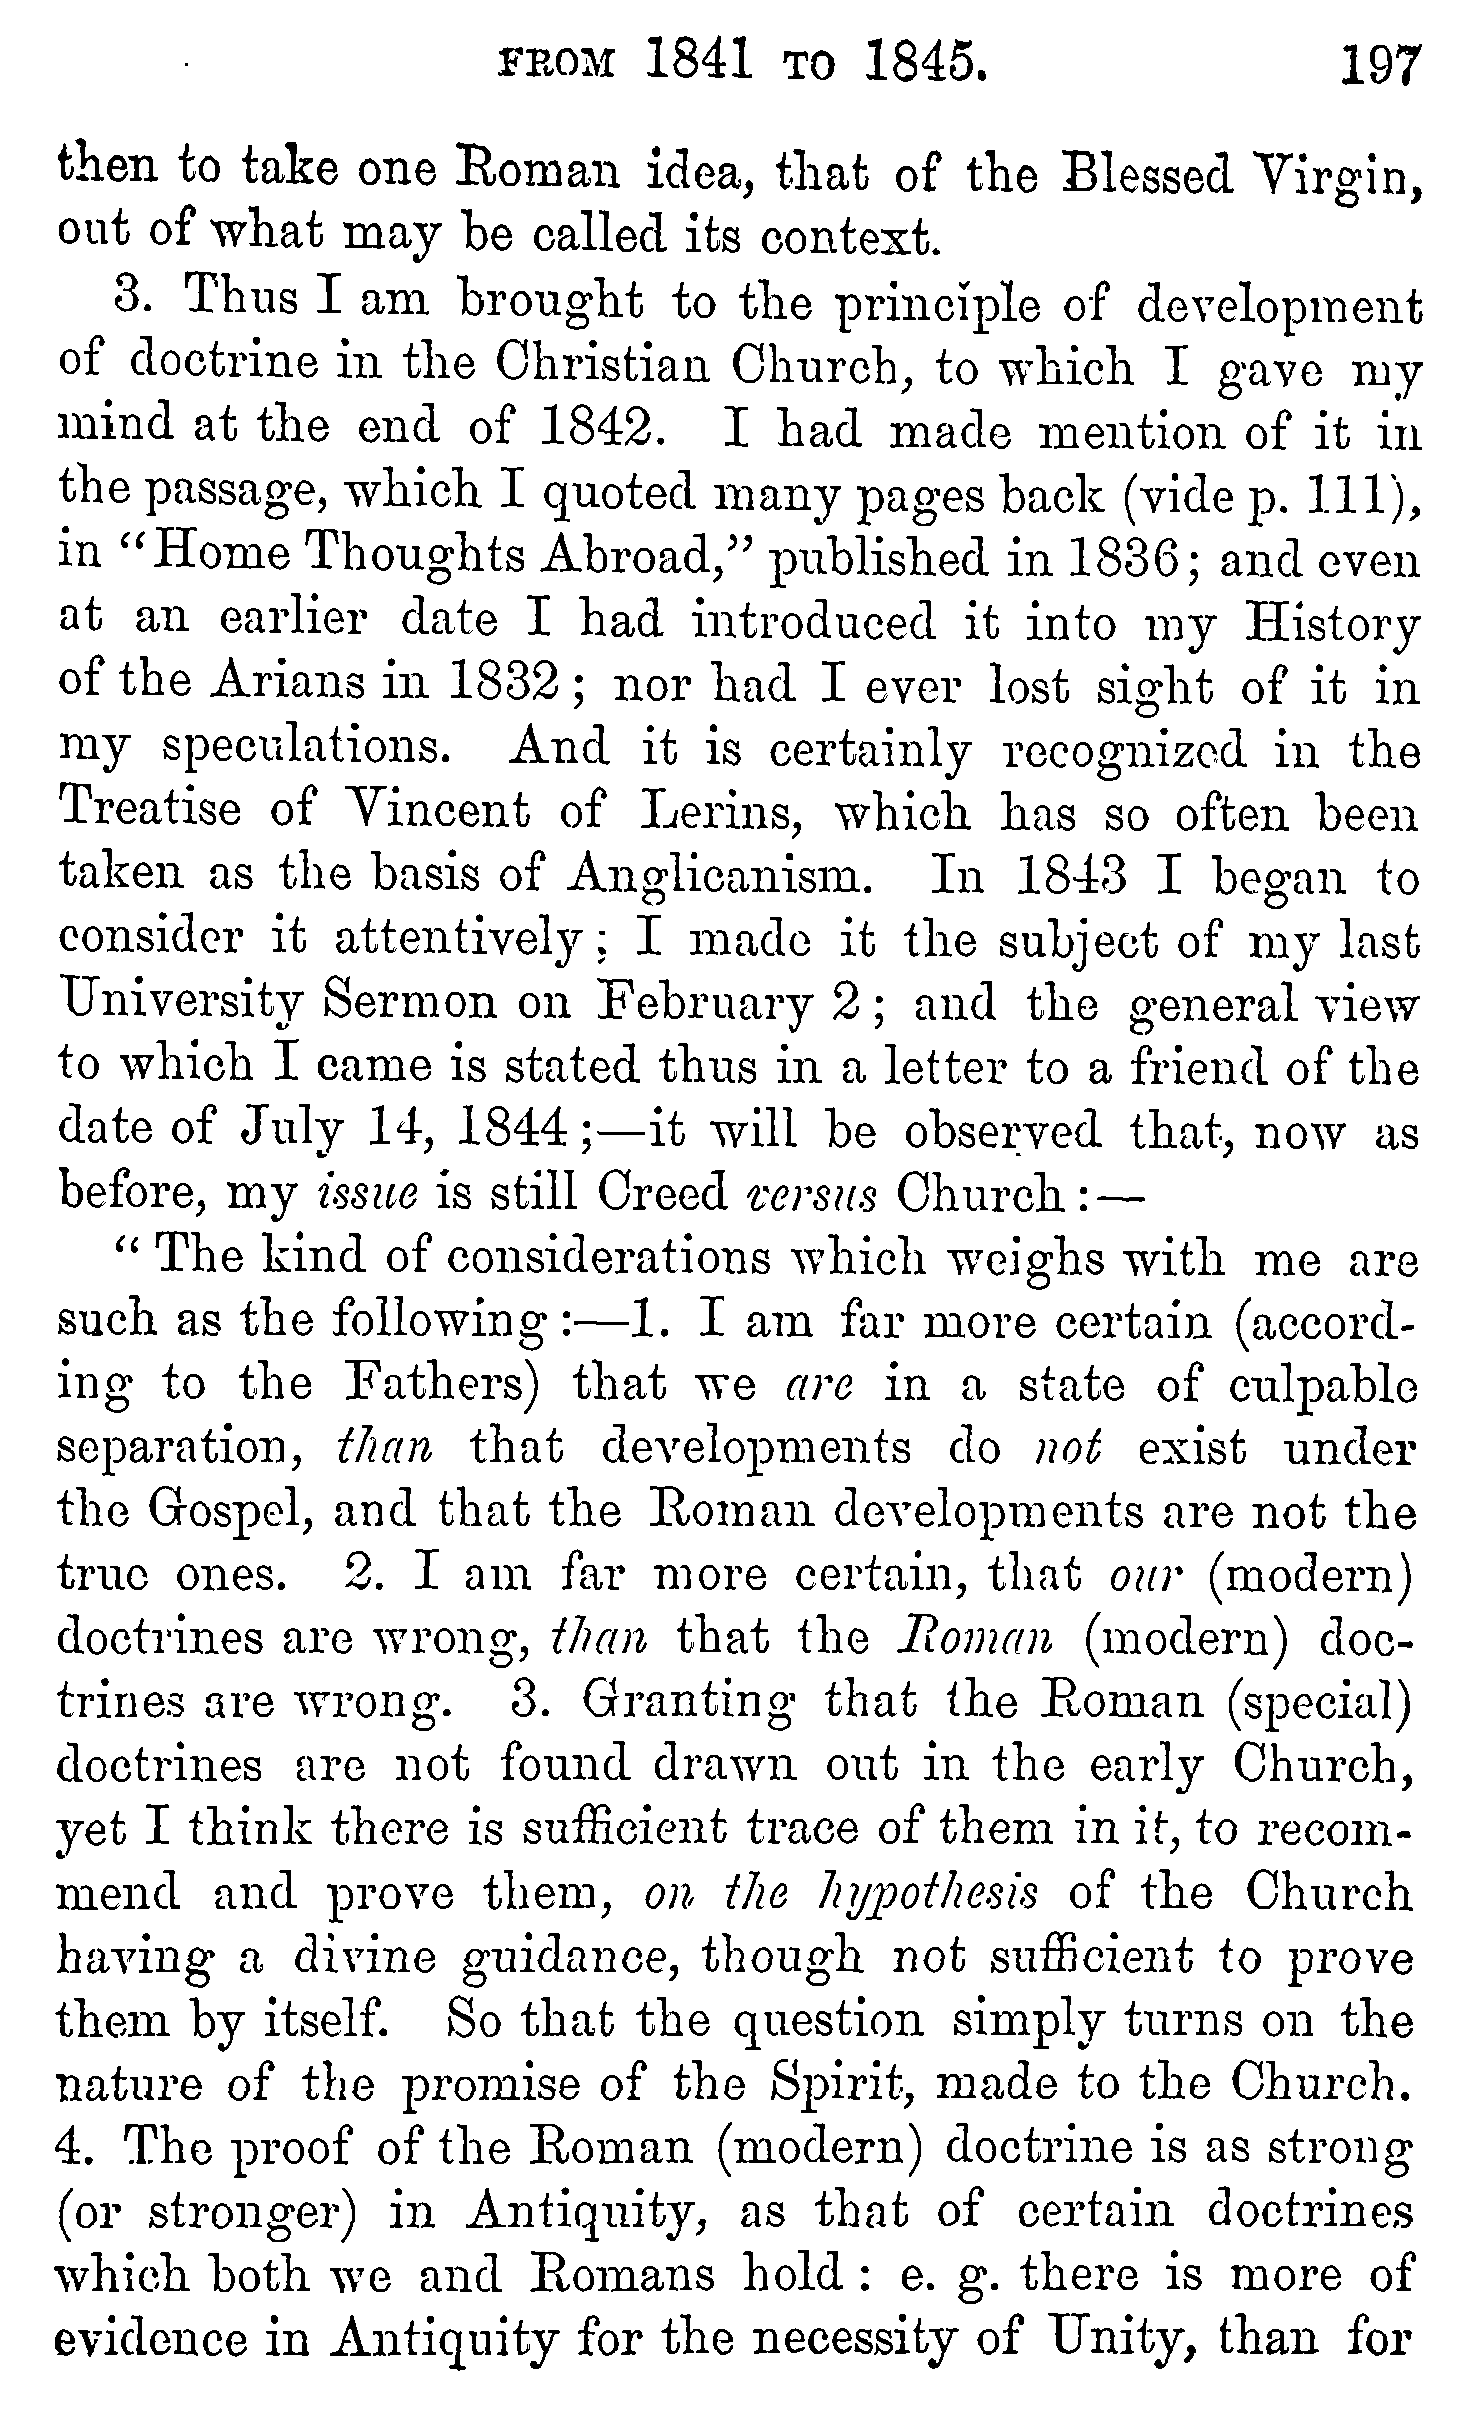 FROM 1841 TO 1845. 197
then to take one Roman idea, that of the Blessed Virgin,
out of what may be called its context.
3. Thus I am brought to the principle of development
of doctrine in the Christian Church, to which I gave my
mind at the end of 1842. I had made mention of it in
the passage, which I quoted many pages back (vide p. 111),
in “Home Thoughts Abroad,” published in 1836; and even
at an earlier date I had introduced it into my History
of the Arians in 1832; nor had I ever lost sight of it in
my speculations. And it is certainly recognized in the
Treatise of Vincent of Lerins, which has so often been
taken as the basis of Anglicanism. In 1843 I began to
consider it attentively; I made it the subject of my last
University Sermon on February 2; and the general view
to which I came is stated thus in a letter to a friend of the
date of July 14, 1844;—it will be observed that, now as
before, my issue is still Creed versus Church:—
“The kind of considerations which weighs with me are
such as the following:—1. I am far more certain (accord-
ing to the Fathers) that we are in a state of culpable
separation, than that developments do not exist under
the Gospel, and that the Roman developments are not the
true ones. 2. I am far more certain, that our (modern)
doctrines are wrong, than that the Roman (modern) doc-
trines are wrong. 3. Granting that the Roman (special)
doctrines are not found drawn out in the early Church,
yet I think there is sufficient trace of them in it, to recom-
mend and prove them, on the hypothesis of the Church
having a divine guidance, though not sufficient to prove
them by itself. So that the question simply turns on the
nature of the promise of the Spirit, made to the Church.
4. The proof of the Roman (modern) doctrine is as strong
(or stronger) in Antiquity, as that of certain doctrines
which both we and Romans hold: e. g. there is more of
evidence in Antiquity for the necessity of Unity, than for